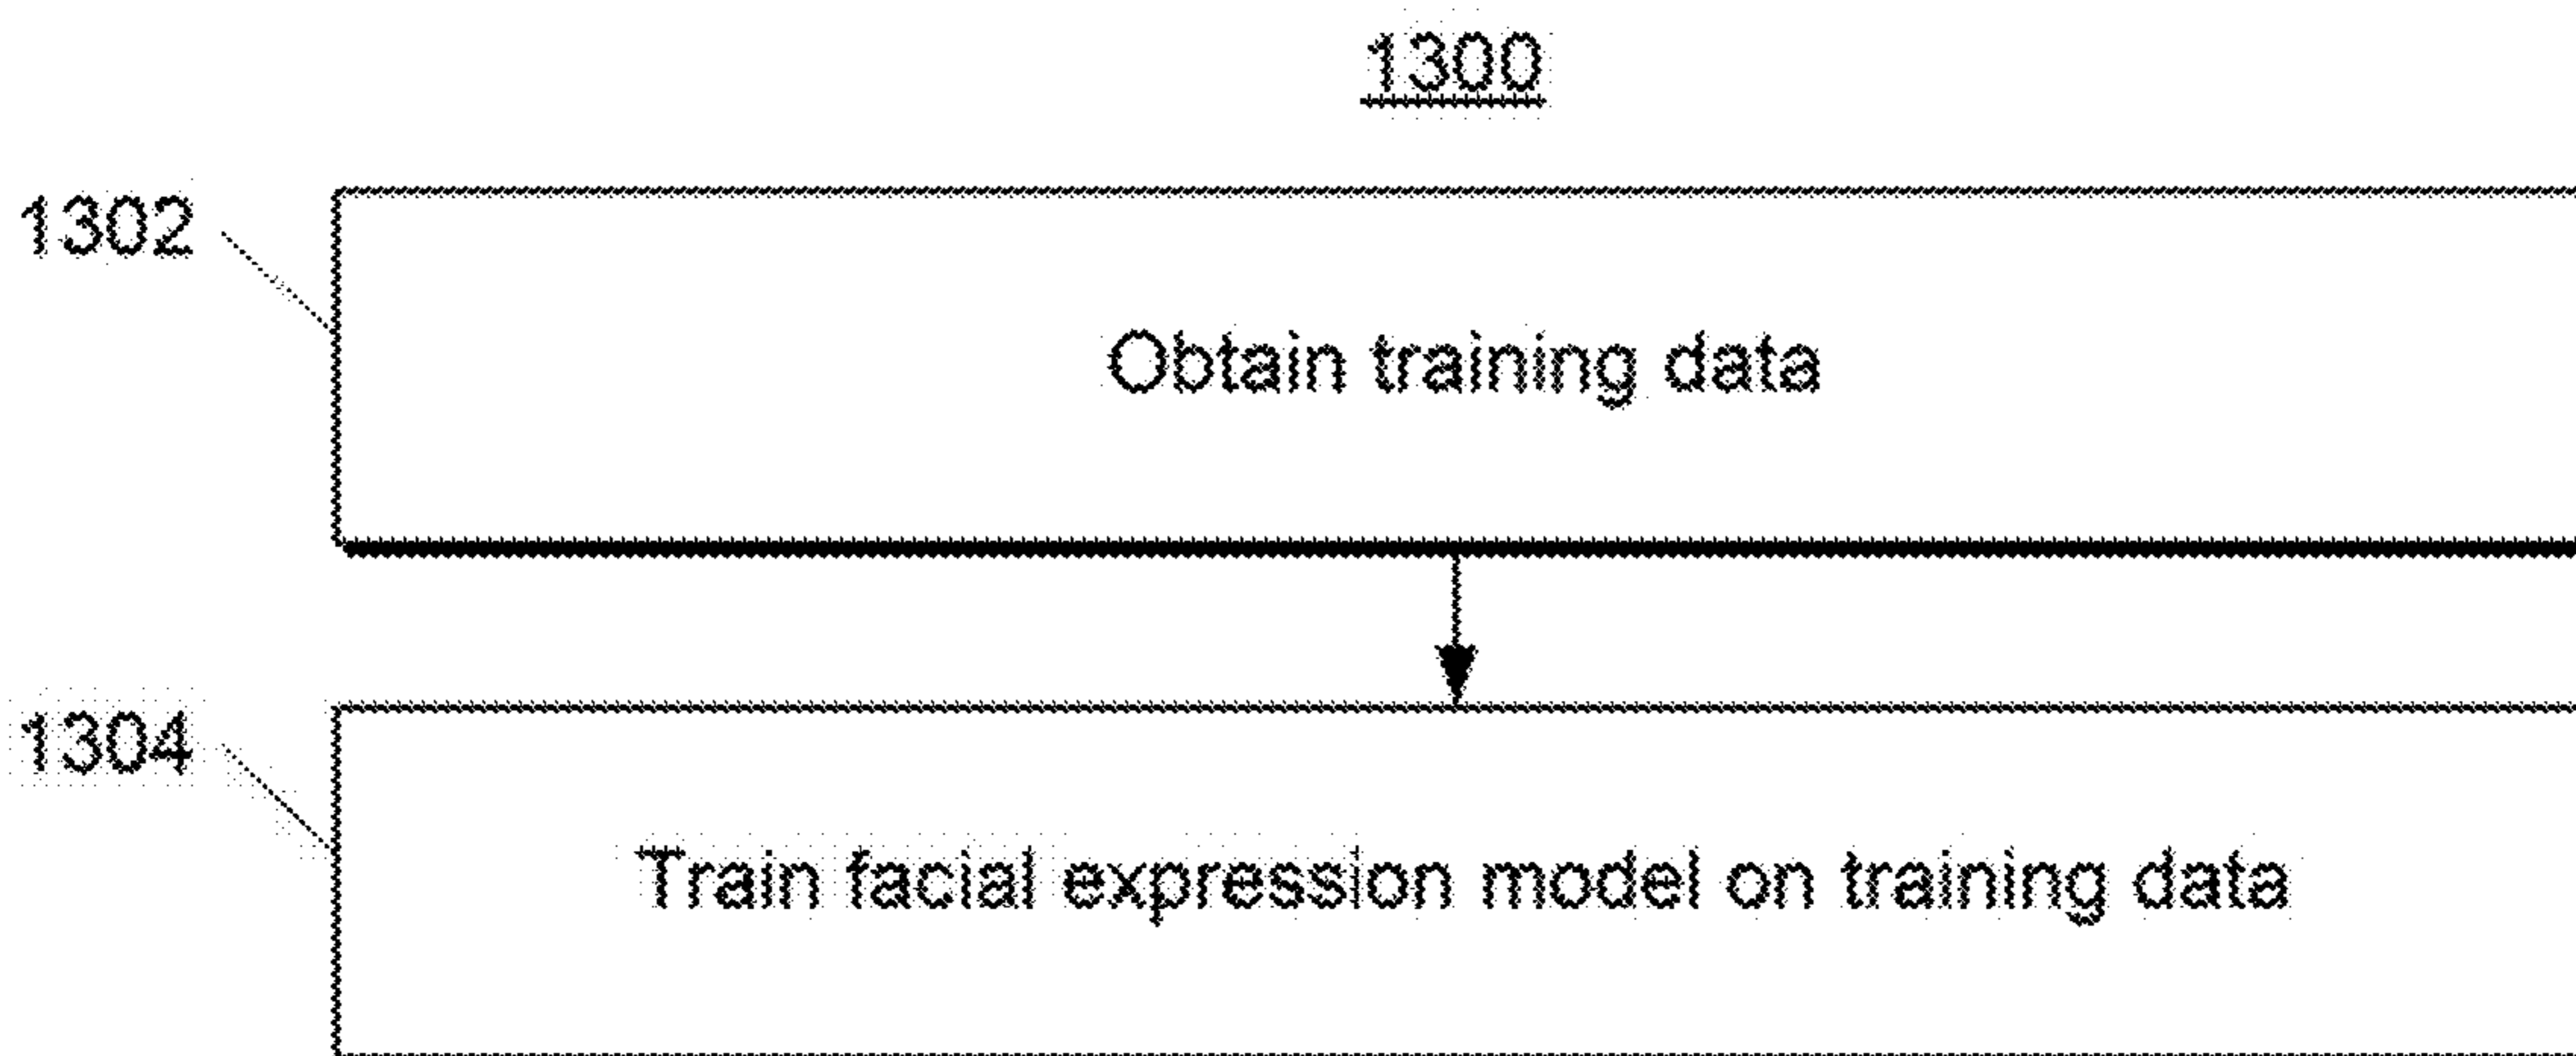 1300
1302
Obtain training data
1304
Train facial expression model on training data